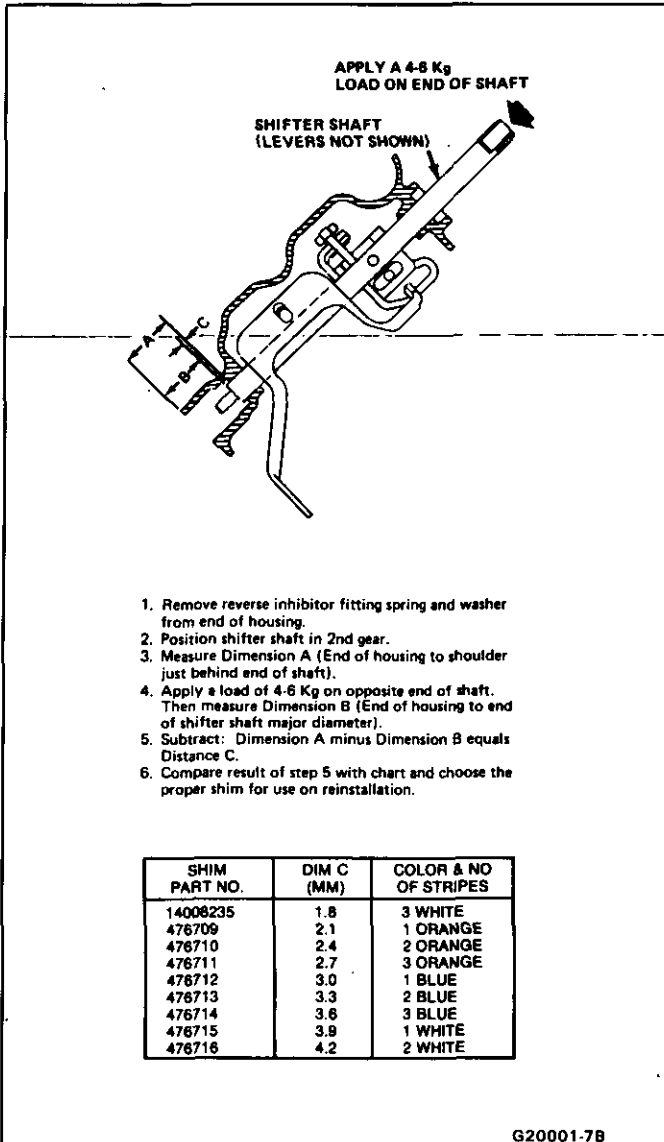 APPLY A 4-6 Kg
LOAD ON END OF SHAFT
SHIFTER SHAFT
(LEVERS NOT SHOWN)
A
C
B
1. Remove reverse inhibitor fitting spring and washer
from end of housing.
2. Position shifter shaft in 2nd gear.
3. Measure Dimension A (End of housing to shoulder
just behind end of shaft).
4. Apply a load of 4-6 Kg on opposite end of shaft.
Then measure Dimension B (End of housing to end
of shifter shaft major diameter).
5. Subtract: Dimension A minus Dimension B equals
Distance C.
6. Compare result of step 5 with chart and choose the
proper shim for use on reinstallation.
SHIM PART NO. DIM C (MM) COLOR & NO OF STRIPES
14008235 1.8 3 WHITE
476709 2.1 1 ORANGE
476710 2.4 2 ORANGE
476711 2.7 3 ORANGE
476712 3.0 1 BLUE
476713 3.3 2 BLUE
476714 3.6 3 BLUE
476715 3.9 1 WHITE
476716 4.2 2 WHITE
G20001-7B